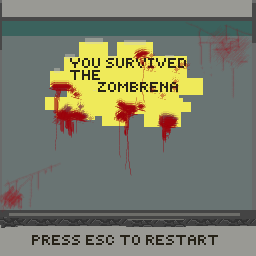 YOU SURVIVED
THE
ZOMBRENA
PRESS ESC TO RESTART